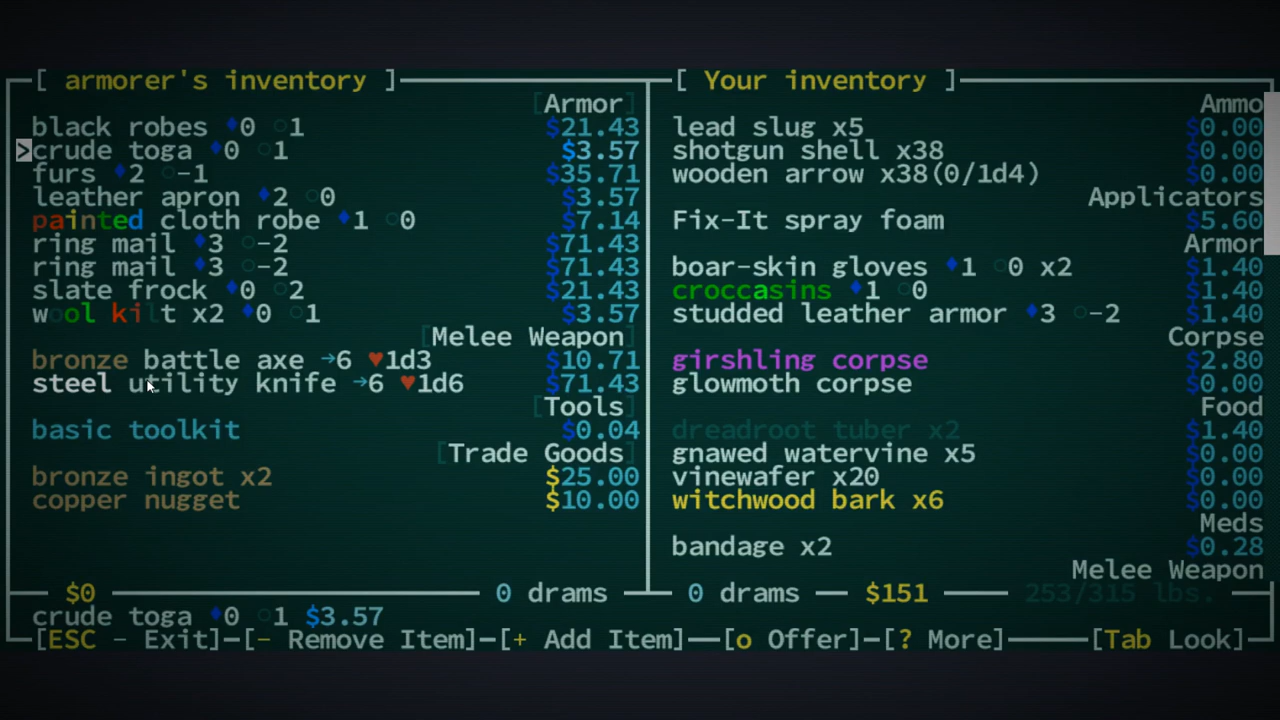 [ armorer's inventory ]
[Armor]
black robes ♦0 ○1 $21.43
>crude toga ♦0 ○1 $3.57
furs ♦2 ○-1 $35.71
leather apron ♦2 ○0 $3.57
painted cloth robe ♦1 ○0 $7.14
ring mail ♦3 ○-2 $71.43
ring mail ♦3 ○-2 $71.43
slate frock ♦0 ○2 $21.43
wool kilt x2 ♦0 ○1 $3.57
[Melee Weapon]
bronze battle axe →6 ♥1d3 $10.71
steel utility knife →6 ♥1d6 $71.43
[Tools]
basic toolkit $0.04
[Trade Goods]
bronze ingot x2 $25.00
copper nugget $10.00
$0 0 drams
[ Your inventory ]
Ammo
lead slug x5 $0.00
shotgun shell x38 $0.00
wooden arrow x38(0/1d4) $0.00
Applicators
Fix-It spray foam $5.60
Armor
boar-skin gloves ♦1 ○0 x2 $1.40
croccasins ♦1 ○0 $1.40
studded leather armor ♦3 ○-2 $1.40
Corpse
girshling corpse $2.80
glowmoth corpse $0.00
Food
dreadroot tuber x2 $1.40
gnawed watervine x5 $0.00
vinewafer x20 $0.00
witchwood bark x6 $0.00
Meds
bandage x2 $0.28
Melee Weapon
0 drams $151 253/315 lbs.
crude toga ♦0 ○1 $3.57
[ESC - Exit] [- Remove Item] [+ Add Item] [o Offer] [? More] [Tab Look]